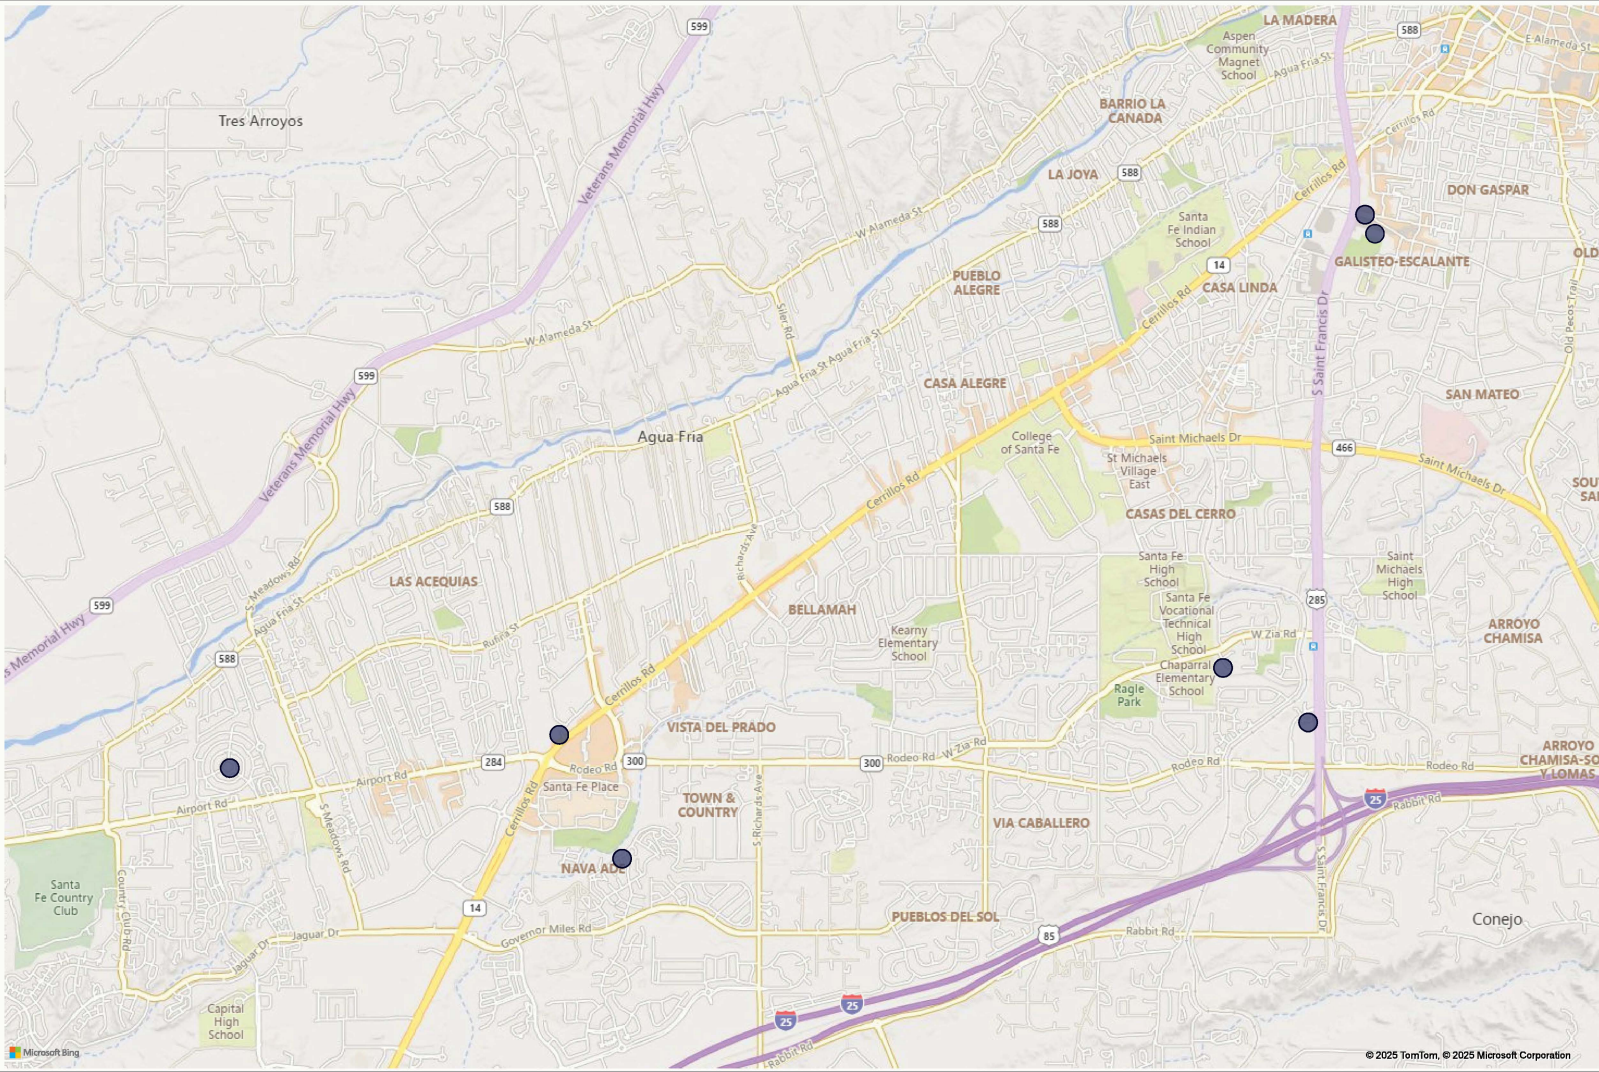 599
LA MADERA
588
Aspen
Community
Magnet
School
E Alameda St
Agua Fria St
Veterans Memorial Hwy
Tres Arroyos
BARRIO LA
CANADA
Cerrillos Rd
LA JOYA
588
Cerrillos Rd
DON GASPAR
W Alameda St
588
Santa
Fe Indian
School
OLD
GALISTEO-ESCALANTE
14
PUEBLO
ALEGRE
CASA LINDA
Siler Rd
Cerrillos Rd
Old Pecos Trail
W Alameda St
Agua Fria St
Agua Fria St
S Saint Francis Dr
599
CASA ALEGRE
SAN MATEO
Veterans Memorial Hwy
Agua Fria
College
of Santa Fe
Saint Michaels Dr
466
St Michaels
Village
East
Saint Michaels Dr
Cerrillos Rd
SOU
SA
588
CASAS DEL CERRO
Richards Ave
Santa Fe
High
School
Saint
Michaels
High
School
S Meadows Rd
LAS ACEQUIAS
599
Santa Fe
Vocational
Technical
High
School
285
BELLAMAH
Agua Fria St
s Memorial Hwy
Rufina St
Kearny
Elementary
School
W Zia Rd
ARROYO
CHAMISA
588
Chaparral
Elementary
School
Cerrillos Rd
Ragle
Park
VISTA DEL PRADO
W Zia Rd
Rodeo Rd
284
Rodeo Rd
300
300
Rodeo Rd
Rodeo Rd
ARROYO
CHAMISA-SO
Y LOMAS
Airport Rd
Santa Fe Place
25
Rabbit Rd
Airport Rd
S Meadows Rd
Cerrillos Rd
TOWN &
COUNTRY
S Richards Ave
VIA CABALLERO
NAVA ADE
Santa
Fe Country
Club
Country Club Rd
S Saint Francis Dr
14
PUEBLOS DEL SOL
Conejo
Jaguar Dr
Governor Miles Rd
85
Rabbit Rd
Jaguar Dr
Capital
High
School
25
25
Rabbit Rd
Microsoft Bing
© 2025 TomTom, © 2025 Microsoft Corporation